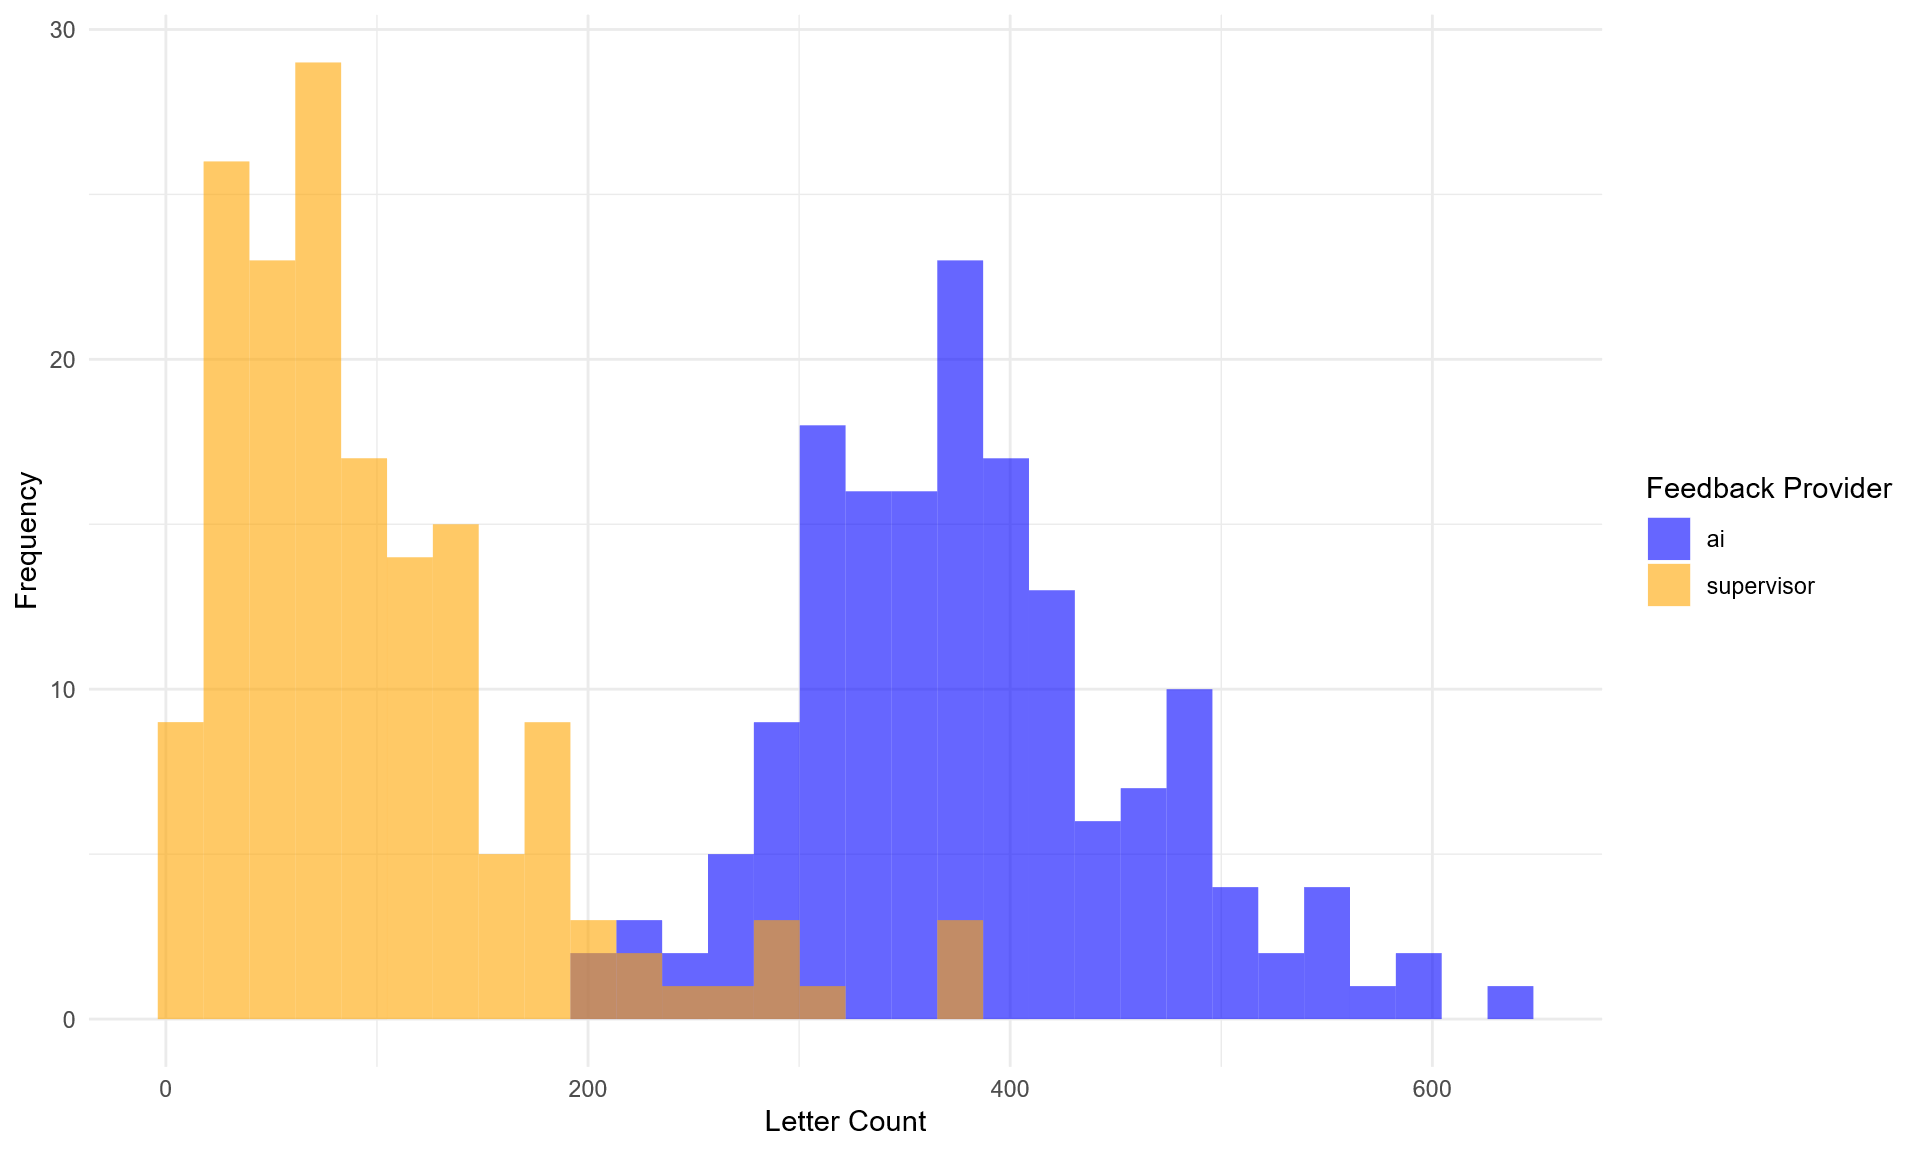 30
20
10
0
Frequency
0 200 400 600
Letter Count
Feedback Provider
ai
supervisor